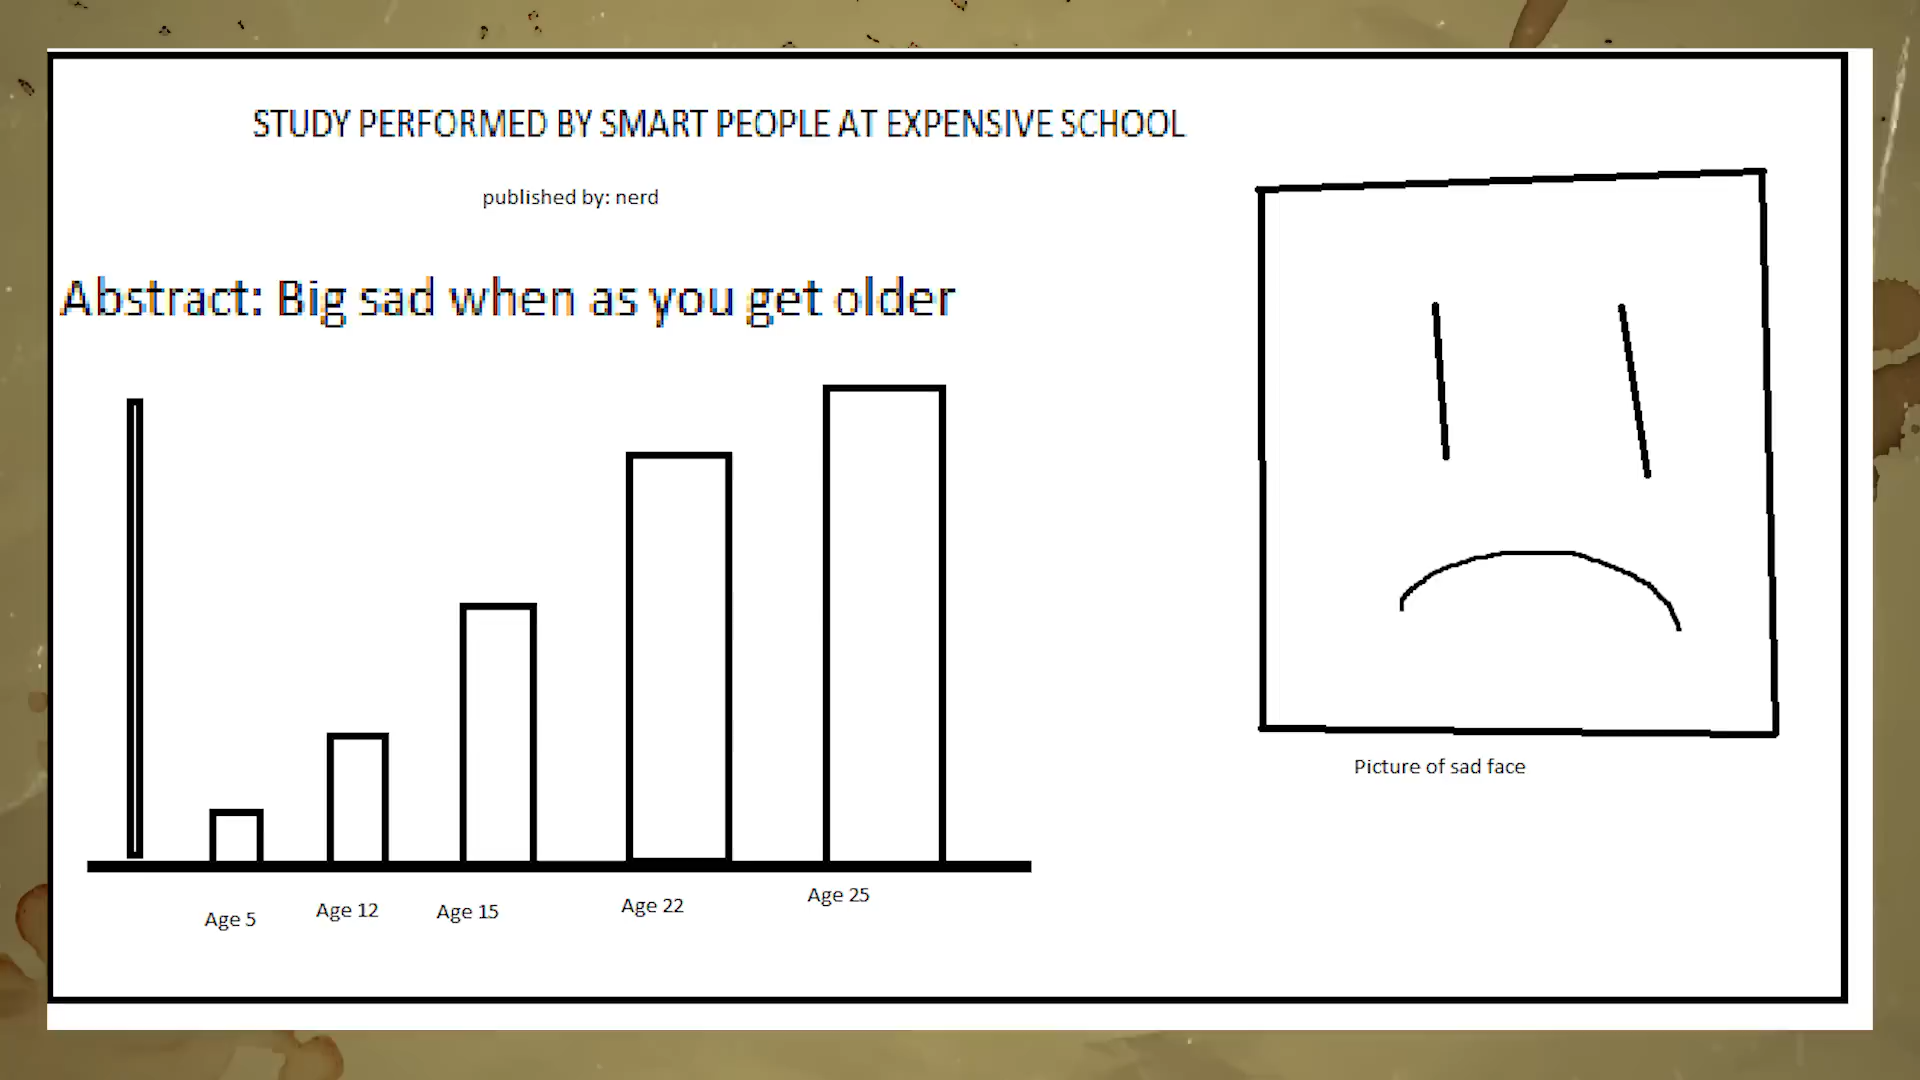 STUDY PERFORMED BY SMART PEOPLE AT EXPENSIVE SCHOOL
published by: nerd
Abstract: Big sad when as you get older
Age 5
Age 12
Age 15
Age 22
Age 25
Picture of sad face